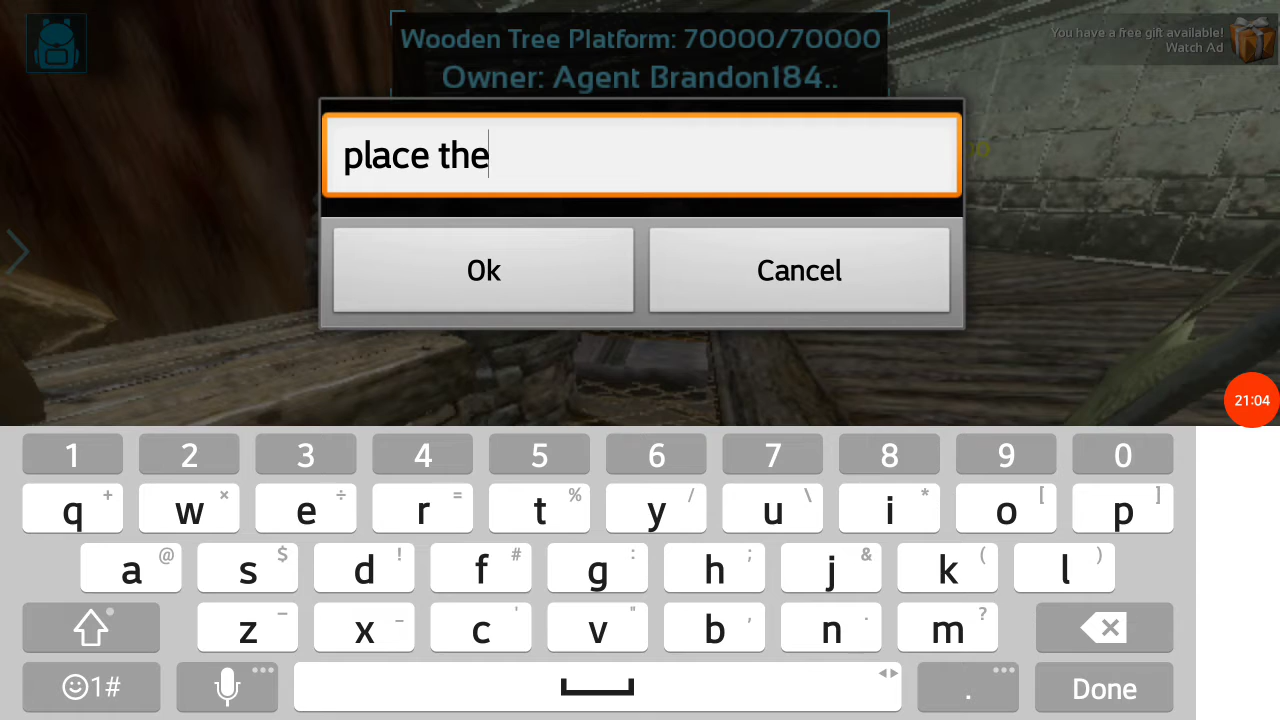 Wooden Tree Platform: 70000/70000
Owner: Agent Brandon184..
You have a free gift available!
Watch Ad
place the
Ok
Cancel
21:04
1 2 3 4 5 6 7 8 9 0
q + w × e ÷ r = t % y / u \ i * o [ p ]
a @ s $ d ! f # g : h ; j & k ( l )
z - x _ c ' v " b , n . m ?
1# . Done